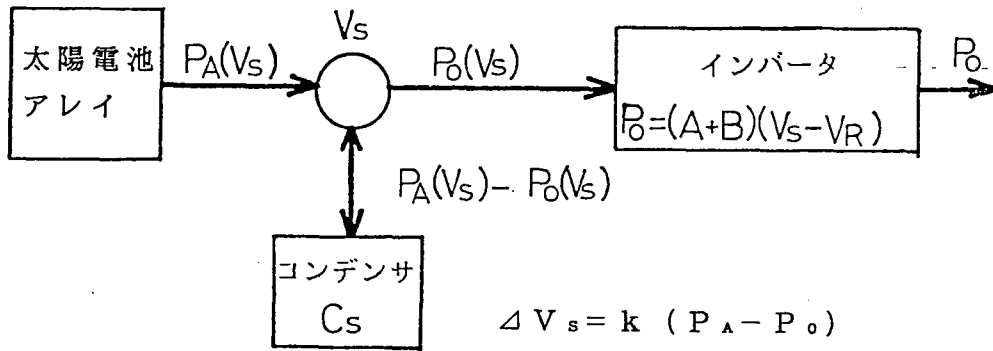 太陽電池
アレイ
PA(VS)
VS
PO(VS)
インバータ
PO=(A+B)(VS-VR)
PO
PA(VS)- PO(VS)
コンデンサ
CS
⊿VS=k (PA-PO)